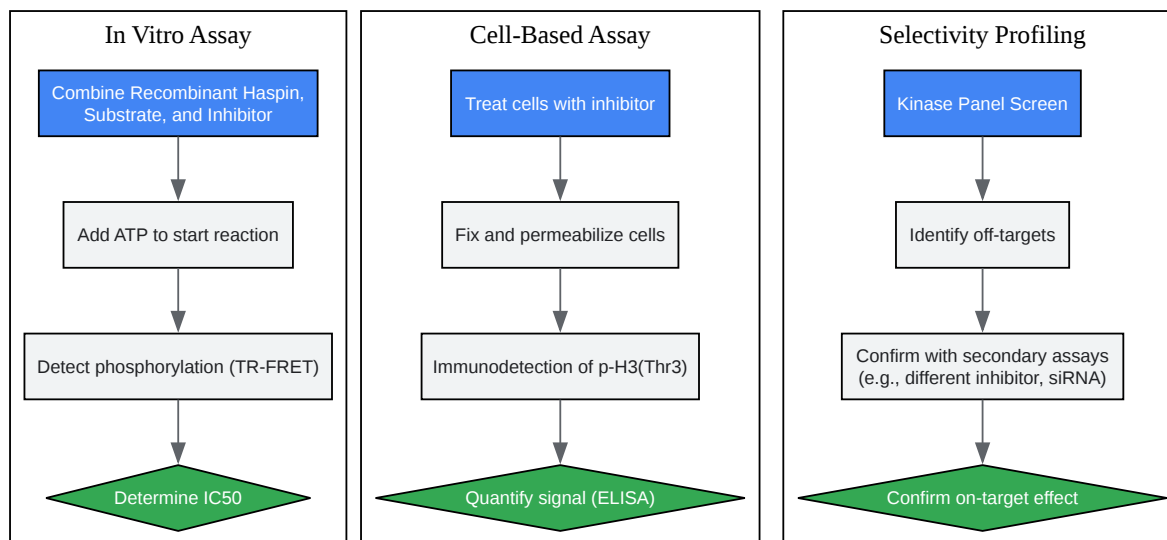 In Vitro Assay
Combine Recombinant Haspin,
Substrate, and Inhibitor
Add ATP to start reaction
Detect phosphorylation (TR-FRET)
Determine IC50
Cell-Based Assay
Treat cells with inhibitor
Fix and permeabilize cells
Immunodetection of p-H3(Thr3)
Quantify signal (ELISA)
Selectivity Profiling
Kinase Panel Screen
Identify off-targets
Confirm with secondary assays
(e.g., different inhibitor, siRNA)
Confirm on-target effect